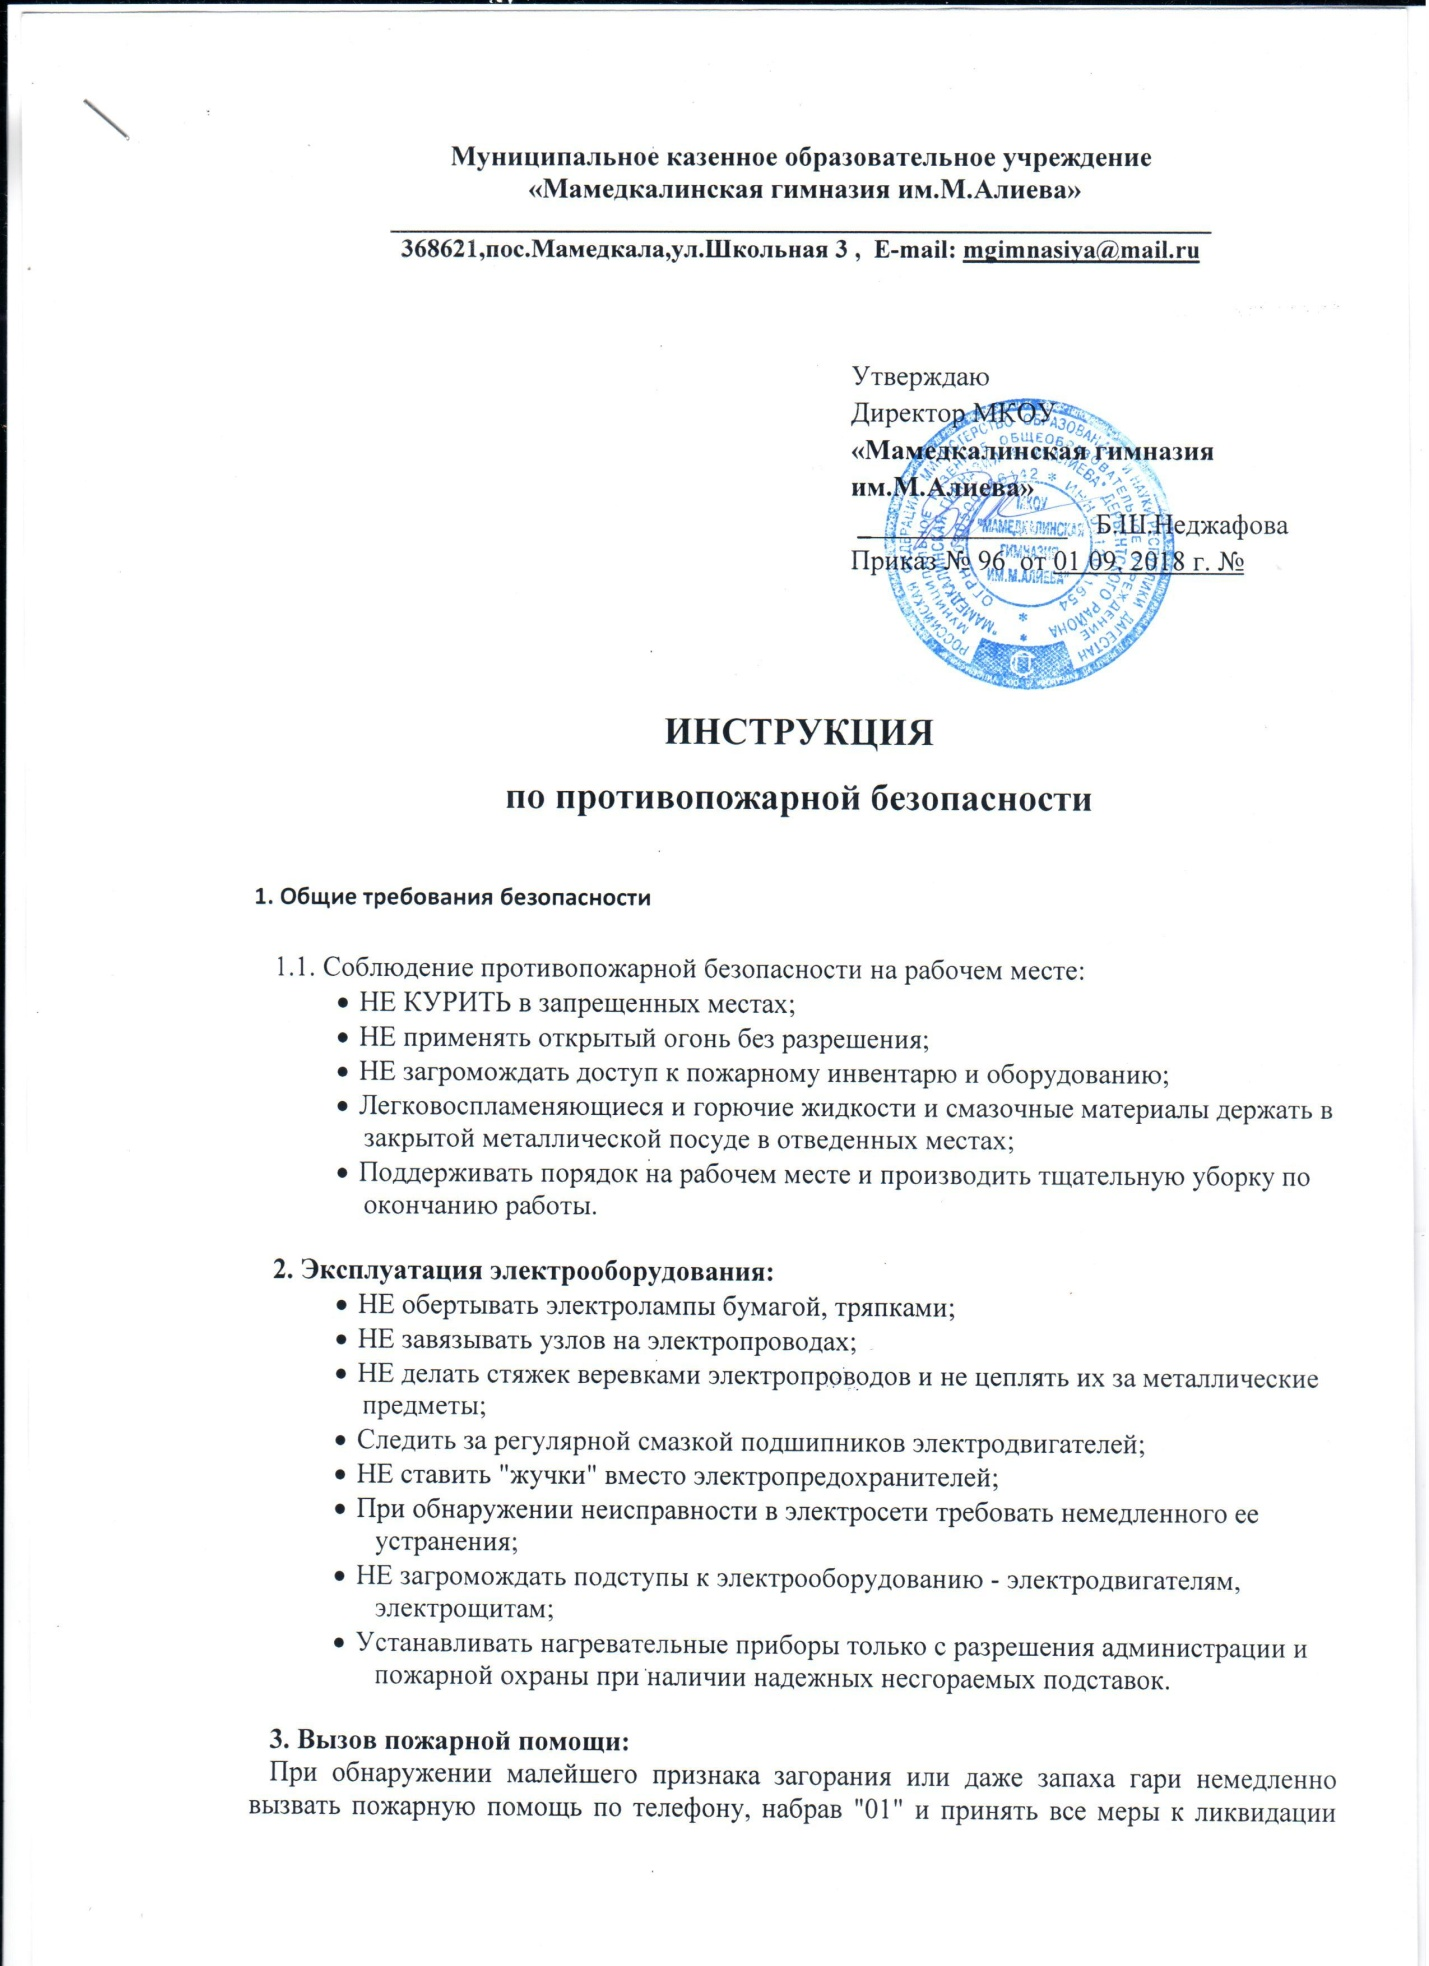 Муниципальное казенное образовательное учреждение
«Мамедкалинская гимназия им.М.Алиева»
368621,пос.Мамедкала,ул.Школьная 3 , E-mail: mgimnasiya@mail.ru
Утверждаю
Директор МКОУ
«Мамедкалинская гимназия
им.М.Алиева»
Б.Ш.Неджафова
Приказ № 96 от 01 09. 2018 г. №
МКОУ
"МАМЕДКАЛИНСКАЯ
ГИМНАЗИЯ
ИМ.М.АЛИЕВА"
ИНСТРУКЦИЯ
по противопожарной безопасности
1. Общие требования безопасности
1.1. Соблюдение противопожарной безопасности на рабочем месте:
• НЕ КУРИТЬ в запрещенных местах;
• НЕ применять открытый огонь без разрешения;
• НЕ загромождать доступ к пожарному инвентарю и оборудованию;
• Легковоспламеняющиеся и горючие жидкости и смазочные материалы держать в
закрытой металлической посуде в отведенных местах;
• Поддерживать порядок на рабочем месте и производить тщательную уборку по
окончанию работы.
2. Эксплуатация электрооборудования:
• НЕ обертывать электролампы бумагой, тряпками;
• НЕ завязывать узлов на электропроводах;
• НЕ делать стяжек веревками электропроводов и не цеплять их за металлические
предметы;
• Следить за регулярной смазкой подшипников электродвигателей;
• НЕ ставить "жучки" вместо электропредохранителей;
• При обнаружении неисправности в электросети требовать немедленного ее
устранения;
• НЕ загромождать подступы к электрооборудованию - электродвигателям,
электрощитам;
• Устанавливать нагревательные приборы только с разрешения администрации и
пожарной охраны при наличии надежных несгораемых подставок.
3. Вызов пожарной помощи:
При обнаружении малейшего признака загорания или даже запаха гари немедленно
вызвать пожарную помощь по телефону, набрав "01" и принять все меры к ликвидации